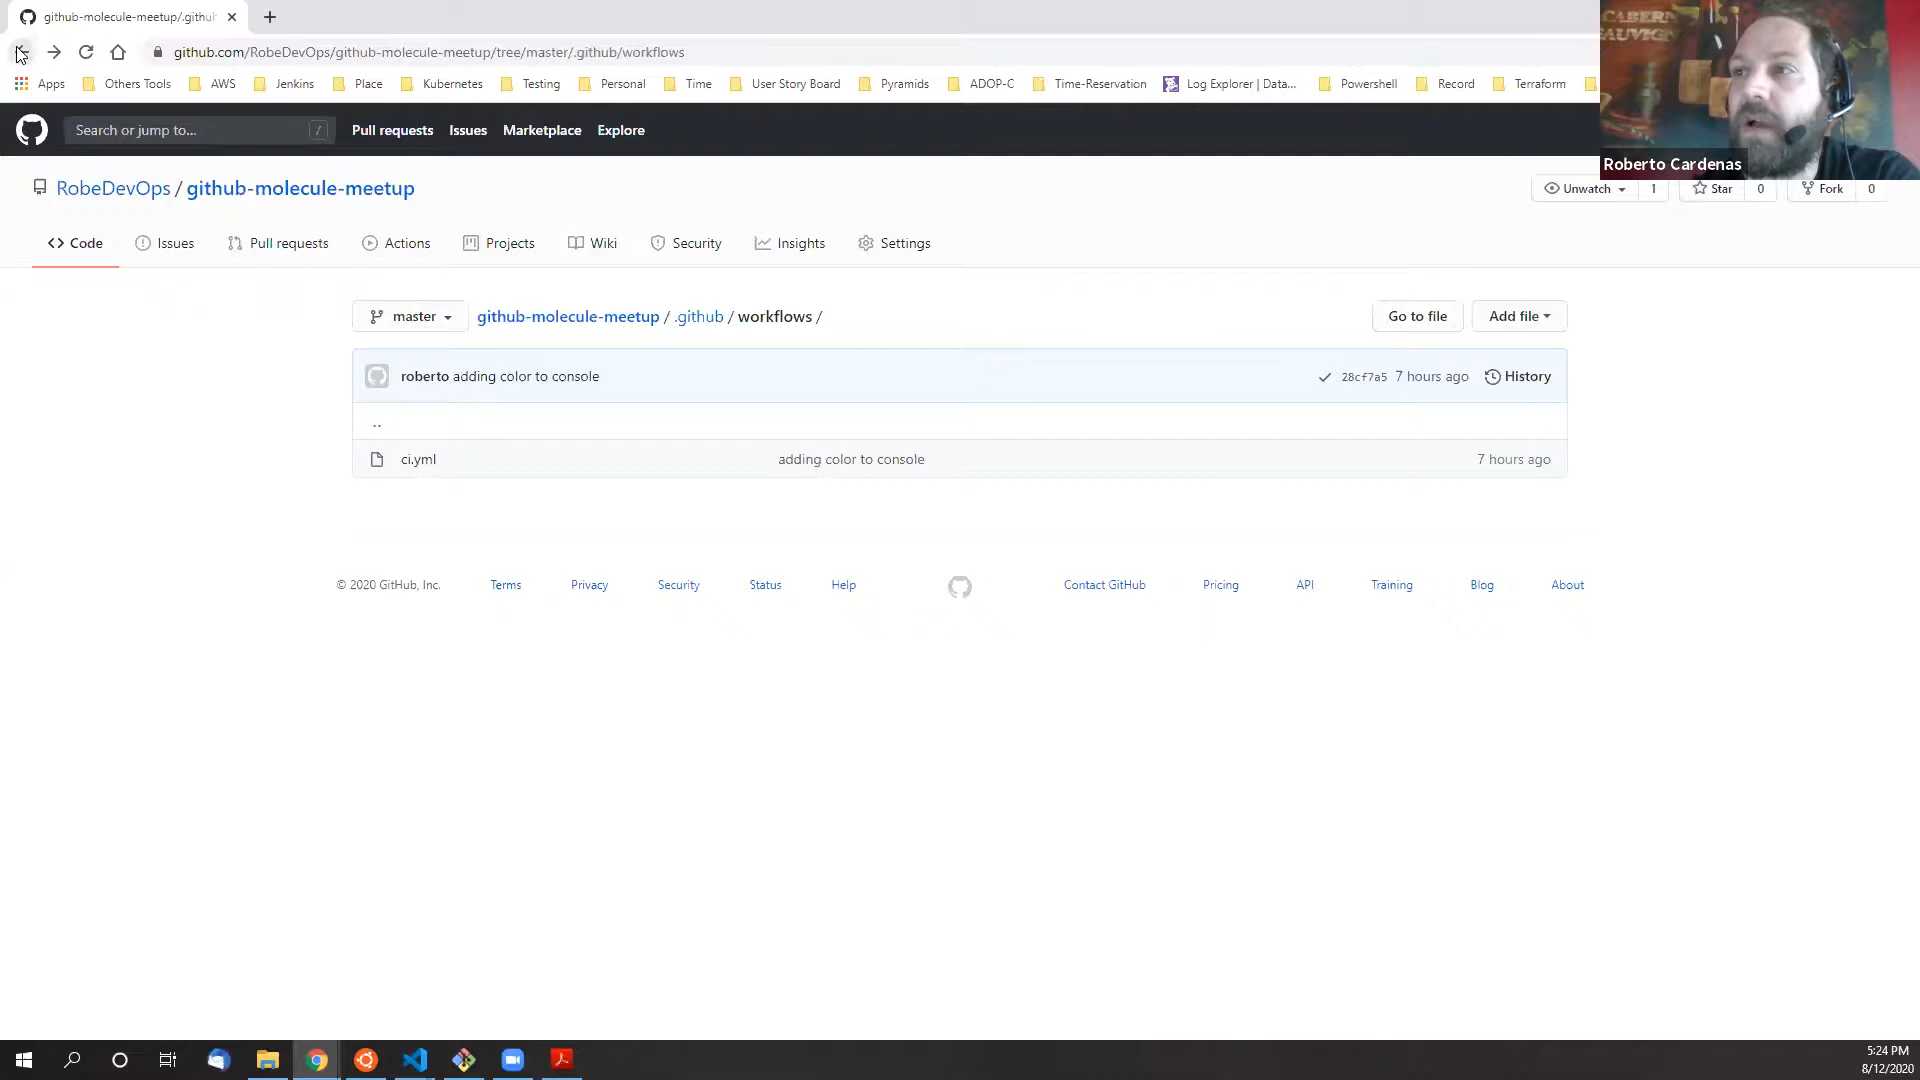 github-molecule-meetup/.githu
github.com/RobeDevOps/github-molecule-meetup/tree/master/.github/workflows
Apps Others Tools AWS Jenkins Place Kubernetes Testing Personal Time User Story Board Pyramids ADOP-C Time-Reservation Log Explorer | Data... Powershell Record Terraform
CABERN
SAUVIGN
Roberto Cardenas
Search or jump to... / Pull requests Issues Marketplace Explore
RobeDevOps / github-molecule-meetup
Unwatch 1 Star 0 Fork 0
Code Issues Pull requests Actions Projects Wiki Security Insights Settings
master github-molecule-meetup / .github / workflows / Go to file Add file
roberto adding color to console 28cf7a5 7 hours ago History
..
ci.yml adding color to console 7 hours ago
© 2020 GitHub, Inc. Terms Privacy Security Status Help Contact GitHub Pricing API Training Blog About
5:24 PM
8/12/2020